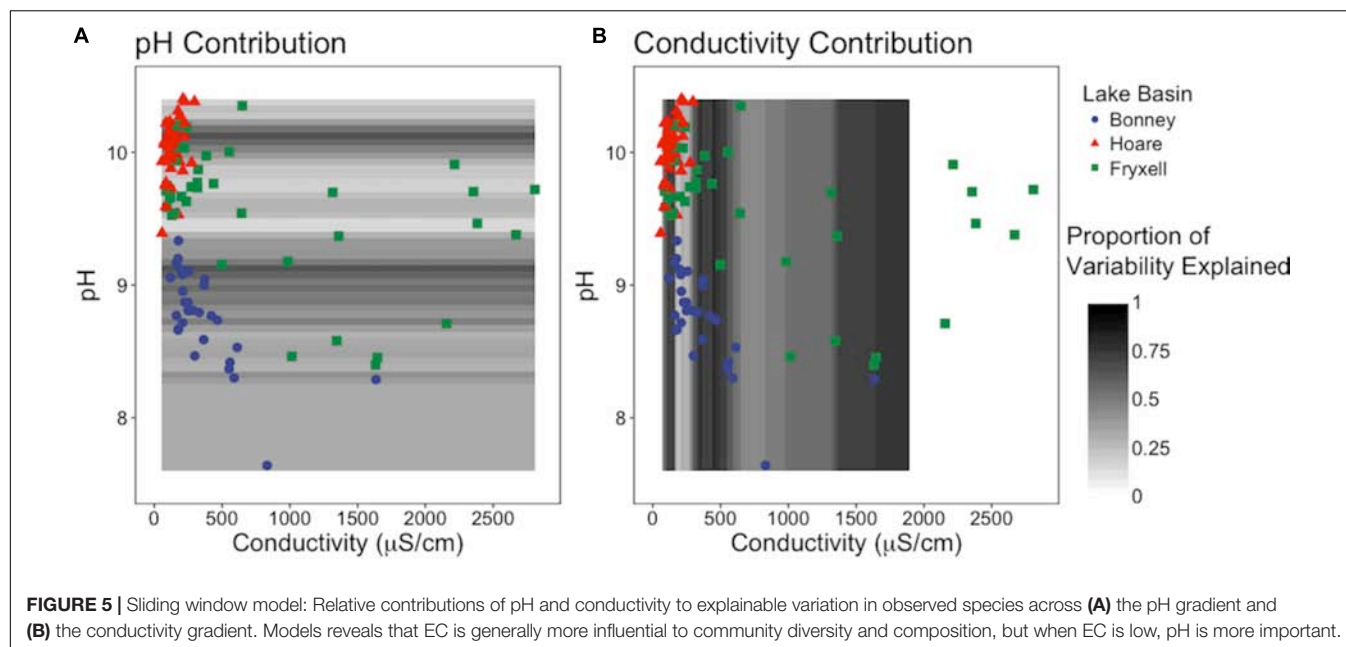 A pH Contribution
10
9
8
pH
0 500 1000 1500 2000 2500
Conductivity (μS/cm)
B Conductivity Contribution
10
9
8
pH
0 500 1000 1500 2000 2500
Conductivity (μS/cm)
Lake Basin
Bonney
Hoare
Fryxell
Proportion of
Variability Explained
1
0.75
0.50
0.25
0
FIGURE 5 | Sliding window model: Relative contributions of pH and conductivity to explainable variation in observed species across (A) the pH gradient and
(B) the conductivity gradient. Models reveals that EC is generally more influential to community diversity and composition, but when EC is low, pH is more important.